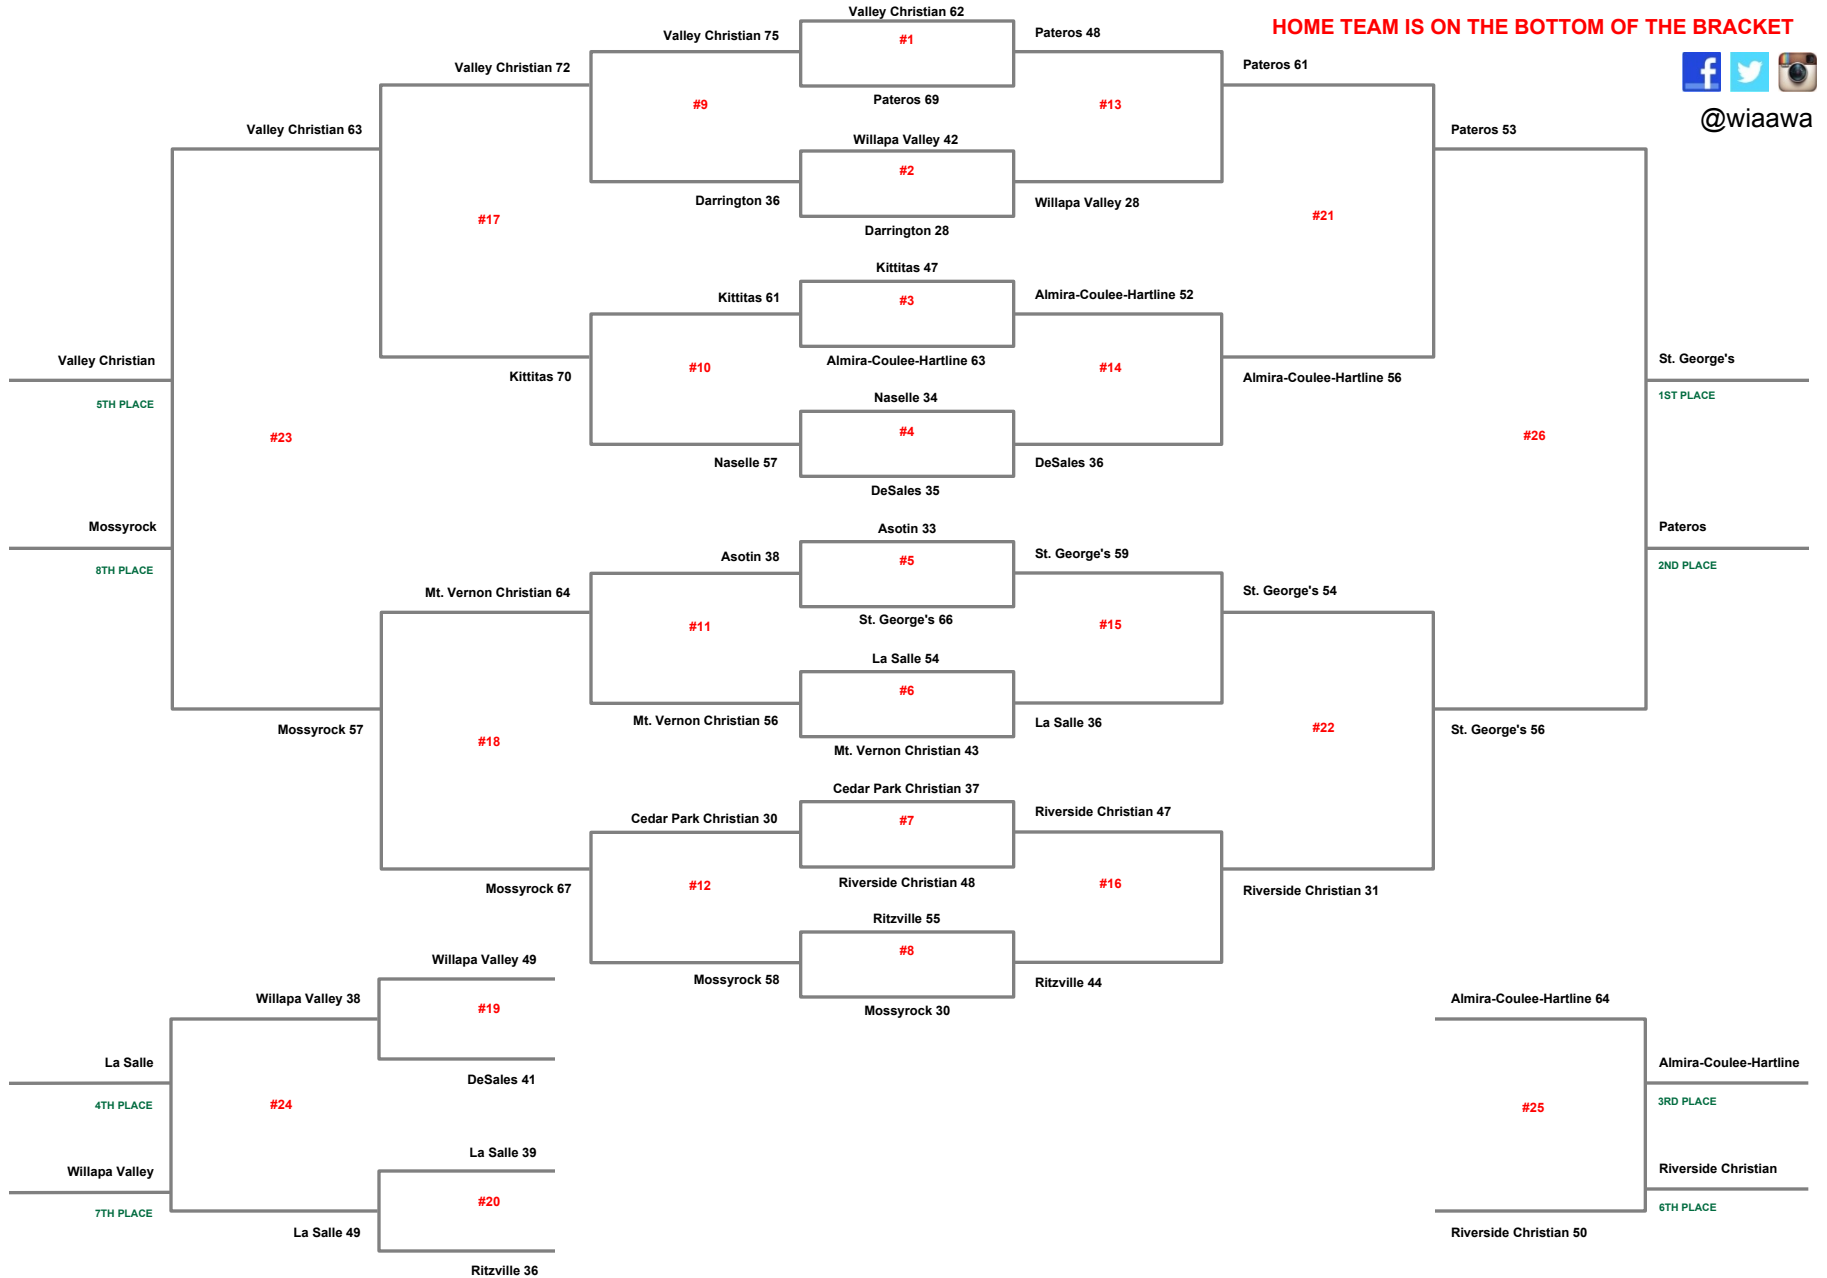 HOME TEAM IS ON THE BOTTOM OF THE BRACKET
@wiaawa
Valley Christian 62
#1
Pateros 69
Willapa Valley 42
#2
Darrington 28
Kittitas 47
#3
Almira-Coulee-Hartline 63
Naselle 34
#4
DeSales 35
Asotin 33
#5
St. George's 66
La Salle 54
#6
Mt. Vernon Christian 43
Cedar Park Christian 37
#7
Riverside Christian 48
Ritzville 55
#8
Mossyrock 30
Valley Christian 75
#9
Darrington 36
Kittitas 61
#10
Naselle 57
Asotin 38
#11
Mt. Vernon Christian 56
Cedar Park Christian 30
#12
Mossyrock 58
Pateros 48
#13
Willapa Valley 28
Almira-Coulee-Hartline 52
#14
DeSales 36
St. George's 59
#15
La Salle 36
Riverside Christian 47
#16
Ritzville 44
Valley Christian 72
#17
Kittitas 70
Mt. Vernon Christian 64
#18
Mossyrock 67
Willapa Valley 49
#19
DeSales 41
La Salle 39
#20
Ritzville 36
Pateros 61
#21
Almira-Coulee-Hartline 56
St. George's 54
#22
Riverside Christian 31
Valley Christian 63
#23
Mossyrock 57
Valley Christian
5TH PLACE
Mossyrock
8TH PLACE
Willapa Valley 38
#24
La Salle 49
La Salle
4TH PLACE
Willapa Valley
7TH PLACE
Almira-Coulee-Hartline 64
#25
Riverside Christian 50
Almira-Coulee-Hartline
3RD PLACE
Riverside Christian
6TH PLACE
Pateros 53
#26
St. George's 56
St. George's
1ST PLACE
Pateros
2ND PLACE